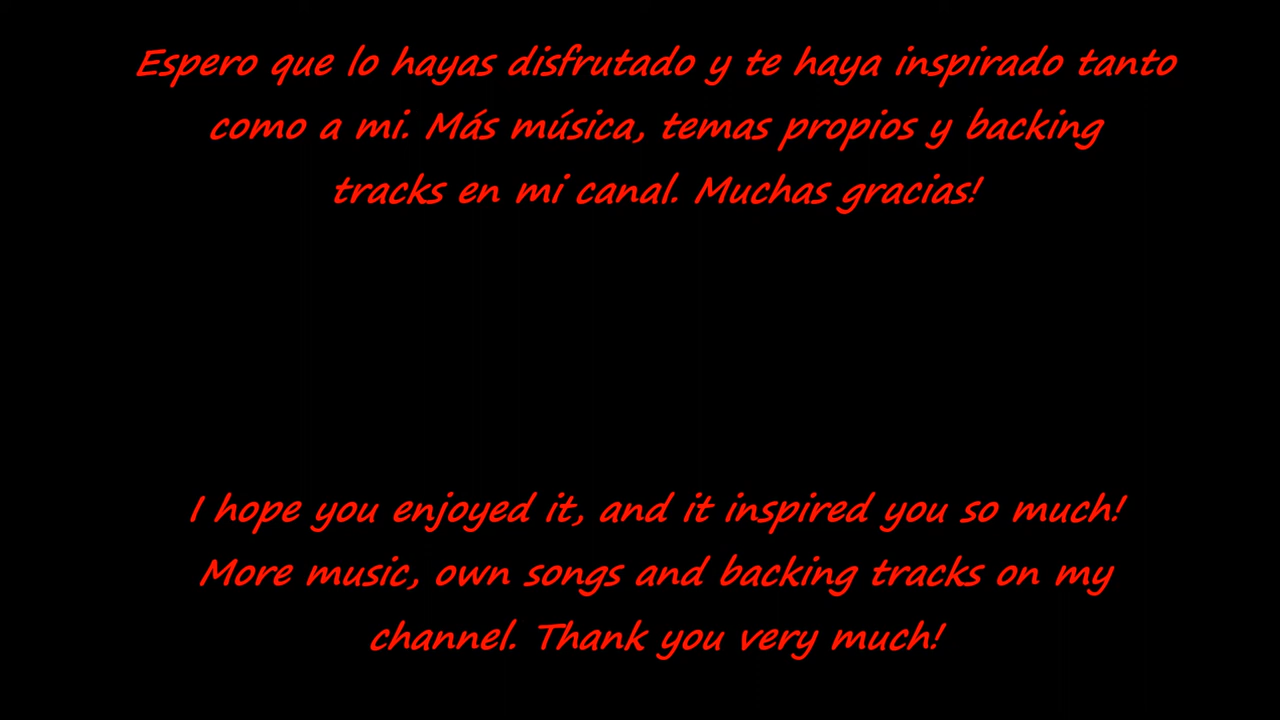 Espero que lo hayas disfrutado y te haya inspirado tanto
como a mi. Más música, temas propios y backing
tracks en mi canal. Muchas gracias!
I hope you enjoyed it, and it inspired you so much!
More music, own songs and backing tracks on my
channel. Thank you very much!